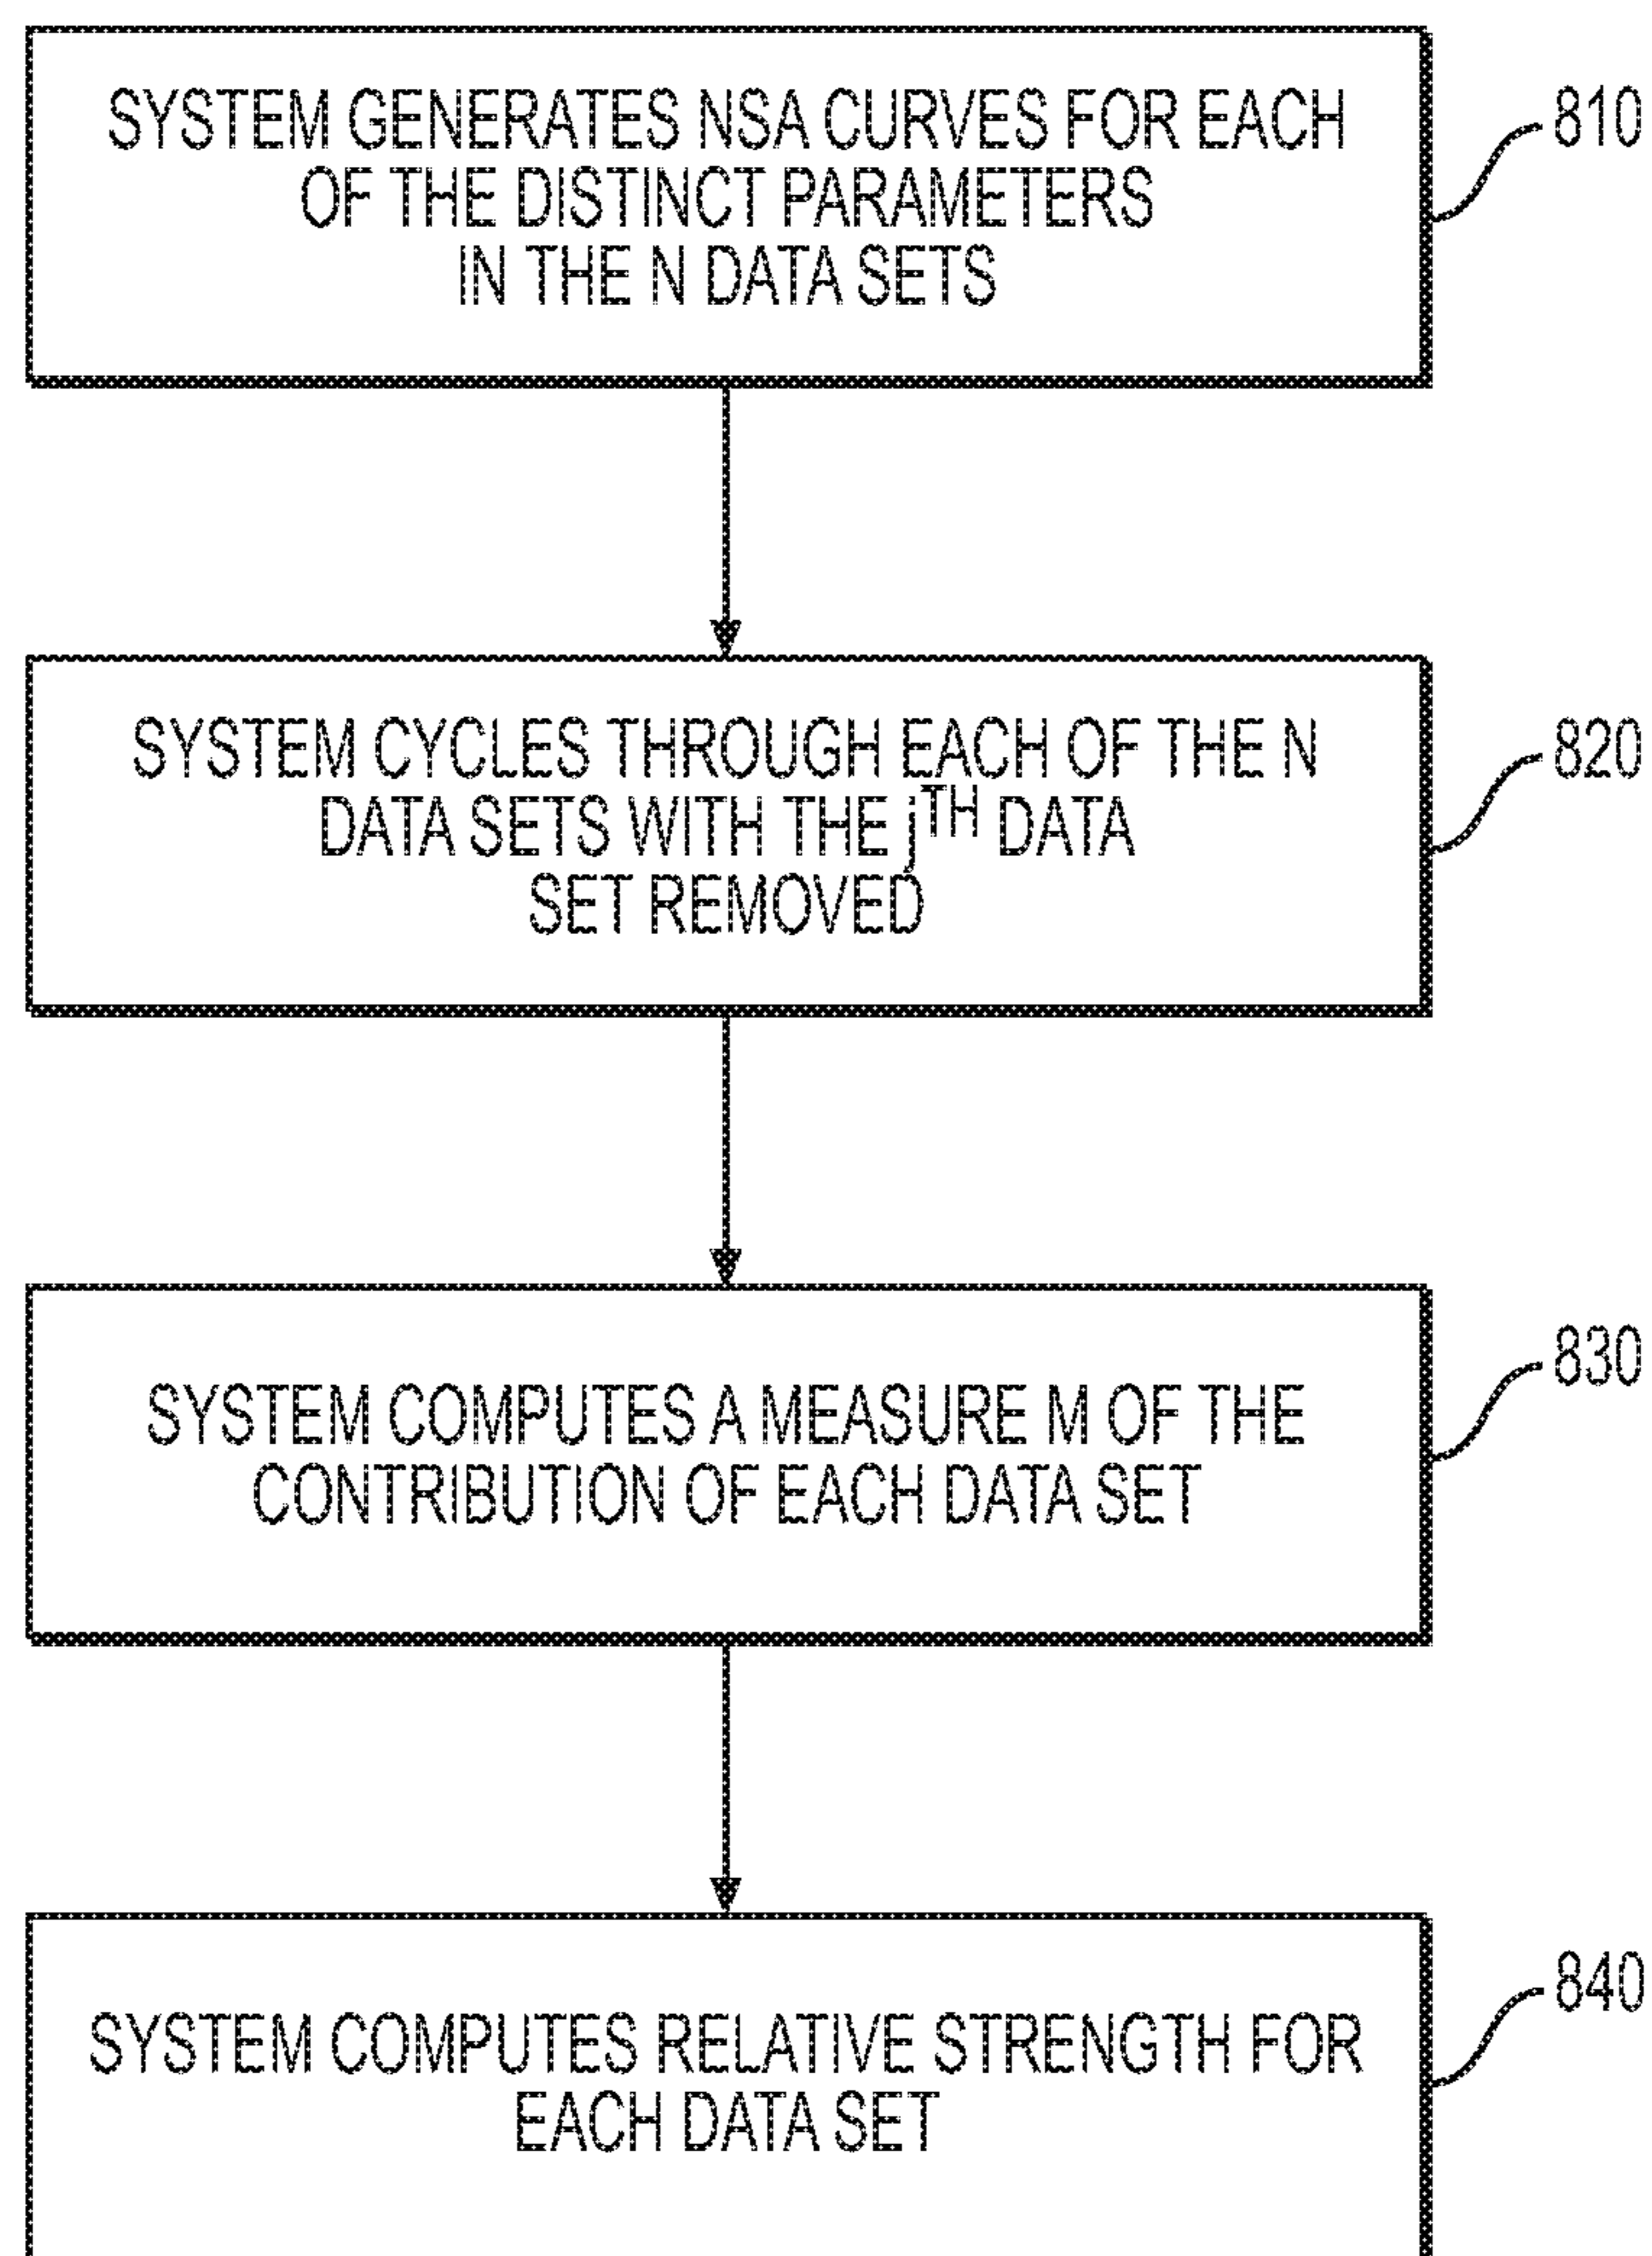 SYSTEM GENERATES NSA CURVES FOR EACH
OF THE DISTINCT PARAMETERS
IN THE N DATA SETS
810
SYSTEM CYCLES THROUGH EACH OF THE N
DATA SETS WITH THE jTH DATA
SET REMOVED
820
SYSTEM COMPUTES A MEASURE M OF THE
CONTRIBUTION OF EACH DATA SET
830
SYSTEM COMPUTES RELATIVE STRENGTH FOR
EACH DATA SET
840